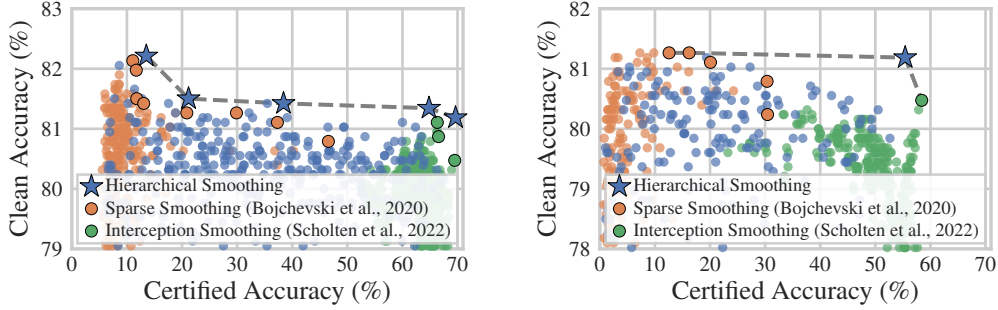 83
82
81
80
79
Clean Accuracy (%)
Hierarchical Smoothing
Sparse Smoothing (Bojchevski et al., 2020)
Interception Smoothing (Scholten et al., 2022)
0 10 20 30 40 50 60 70
Certified Accuracy (%)
82
81
80
79
78
Clean Accuracy (%)
Hierarchical Smoothing
Sparse Smoothing (Bojchevski et al., 2020)
Interception Smoothing (Scholten et al., 2022)
0 10 20 30 40 50 60 70
Certified Accuracy (%)